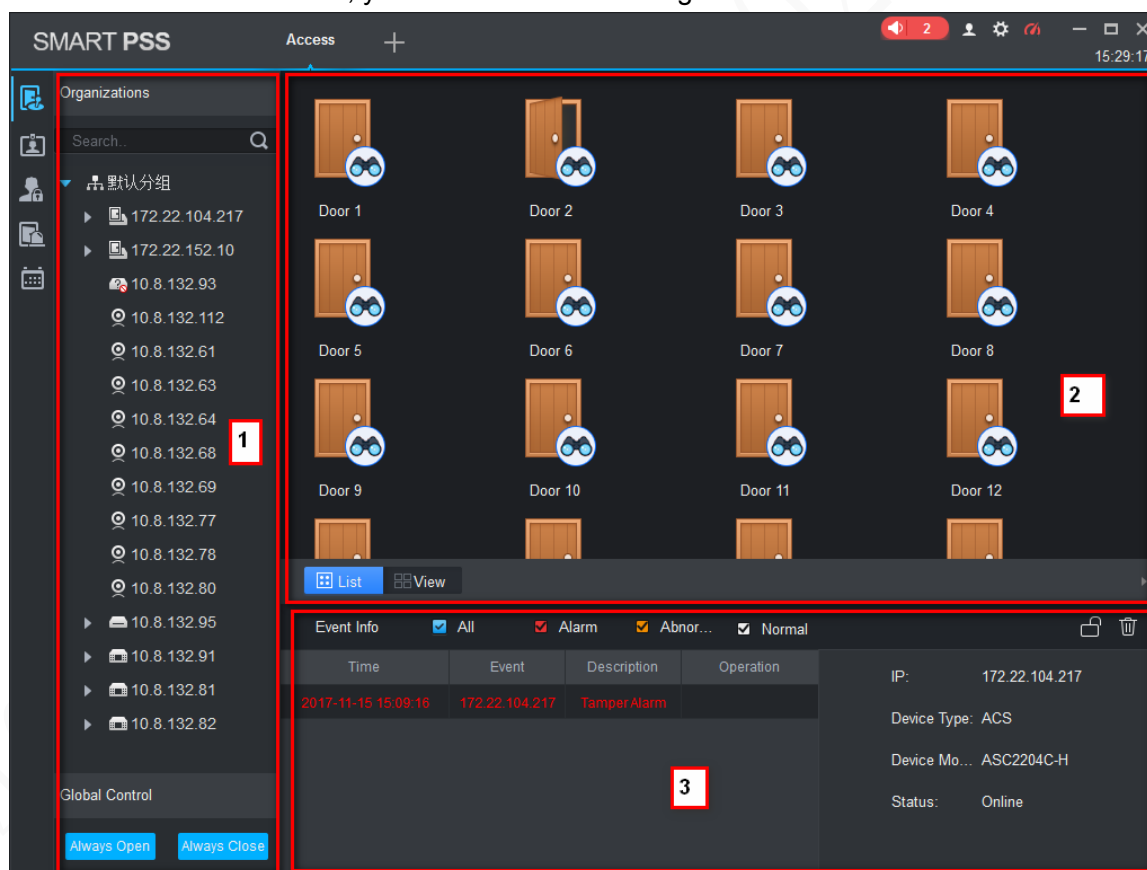 SMART PSS
Access
2
15:29:17
Organizations
Search..
默认分组
172.22.104.217
172.22.152.10
10.8.132.93
10.8.132.112
10.8.132.61
10.8.132.63
10.8.132.64
10.8.132.68
10.8.132.69
10.8.132.77
10.8.132.78
10.8.132.80
10.8.132.95
10.8.132.91
10.8.132.81
10.8.132.82
1
Global Control
Always Open Always Close
Door 1 Door 2 Door 3 Door 4
Door 5 Door 6 Door 7 Door 8
2
Door 9 Door 10 Door 11 Door 12
List View
Event Info All Alarm Abnor... Normal
Time Event Description Operation
2017-11-15 15:09:16 172.22.104.217 Tamper Alarm
3
IP: 172.22.104.217
Device Type: ACS
Device Mo... ASC2204C-H
Status: Online